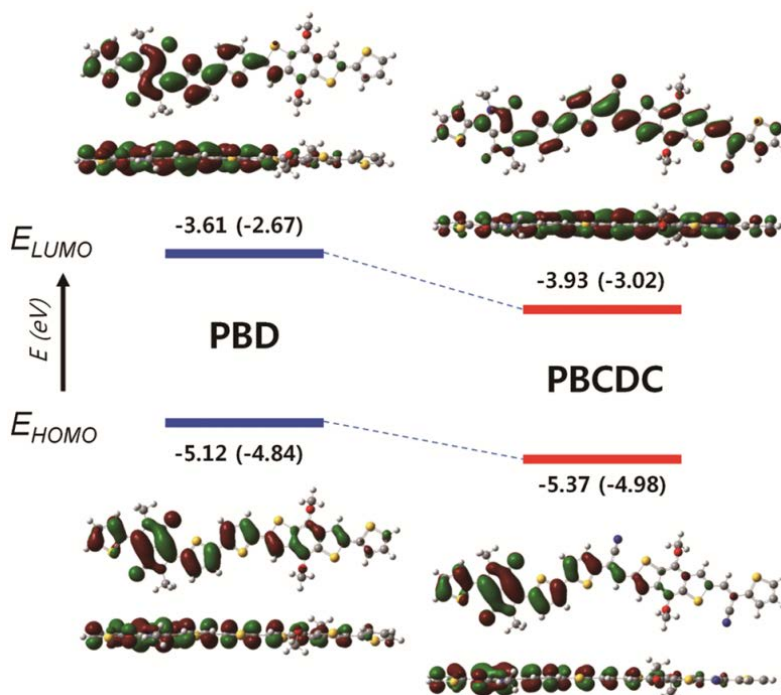 -3.61 (-2.67)
E_LUMO
-3.93 (-3.02)
E (eV)
PBD
PBCDC
E_HOMO
-5.12 (-4.84)
-5.37 (-4.98)